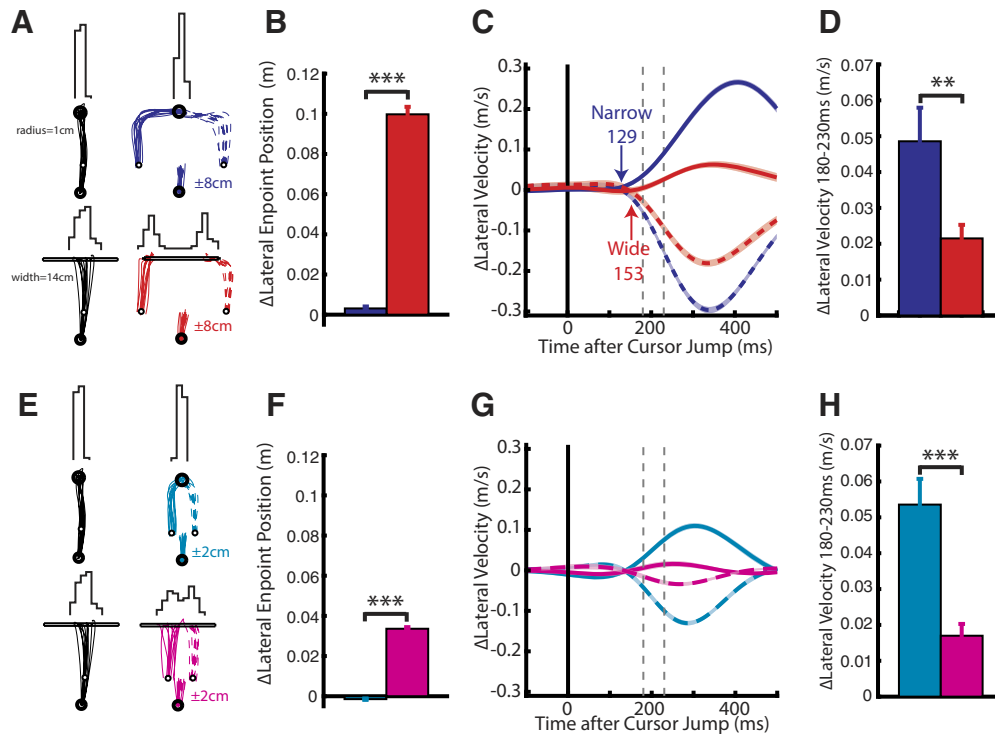 A
radius=1cm
±8cm
width=14cm
±8cm
B
ΔLateral Enpoint Position (m)
0.12
0.1
0.08
0.06
0.04
0.02
0
***
C
ΔLateral Velocity (m/s)
0.3
0.2
0.1
0
-0.1
-0.2
-0.3
Narrow
129
Wide
153
0 200 400
Time after Cursor Jump (ms)
D
ΔLateral Velocity 180-230ms (m/s)
0.07
0.06
0.05
0.04
0.03
0.02
0.01
0
**
E
±2cm
±2cm
F
ΔLateral Enpoint Position (m)
0.12
0.1
0.08
0.06
0.04
0.02
0
***
G
ΔLateral Velocity (m/s)
0.3
0.2
0.1
0
-0.1
-0.2
-0.3
0 200 400
Time after Cursor Jump (ms)
H
ΔLateral Velocity 180-230ms (m/s)
0.07
0.06
0.05
0.04
0.03
0.02
0.01
0
***